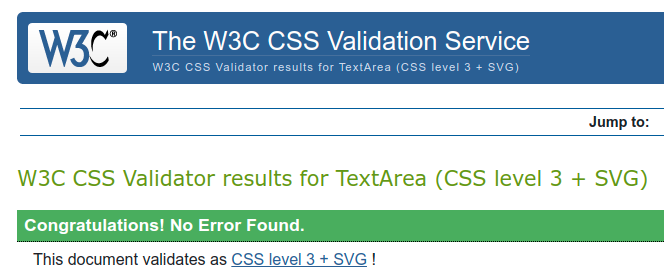 W3C®
The W3C CSS Validation Service
W3C CSS Validator results for TextArea (CSS level 3 + SVG)
Jump to:
W3C CSS Validator results for TextArea (CSS level 3 + SVG)
Congratulations! No Error Found.
This document validates as CSS level 3 + SVG !